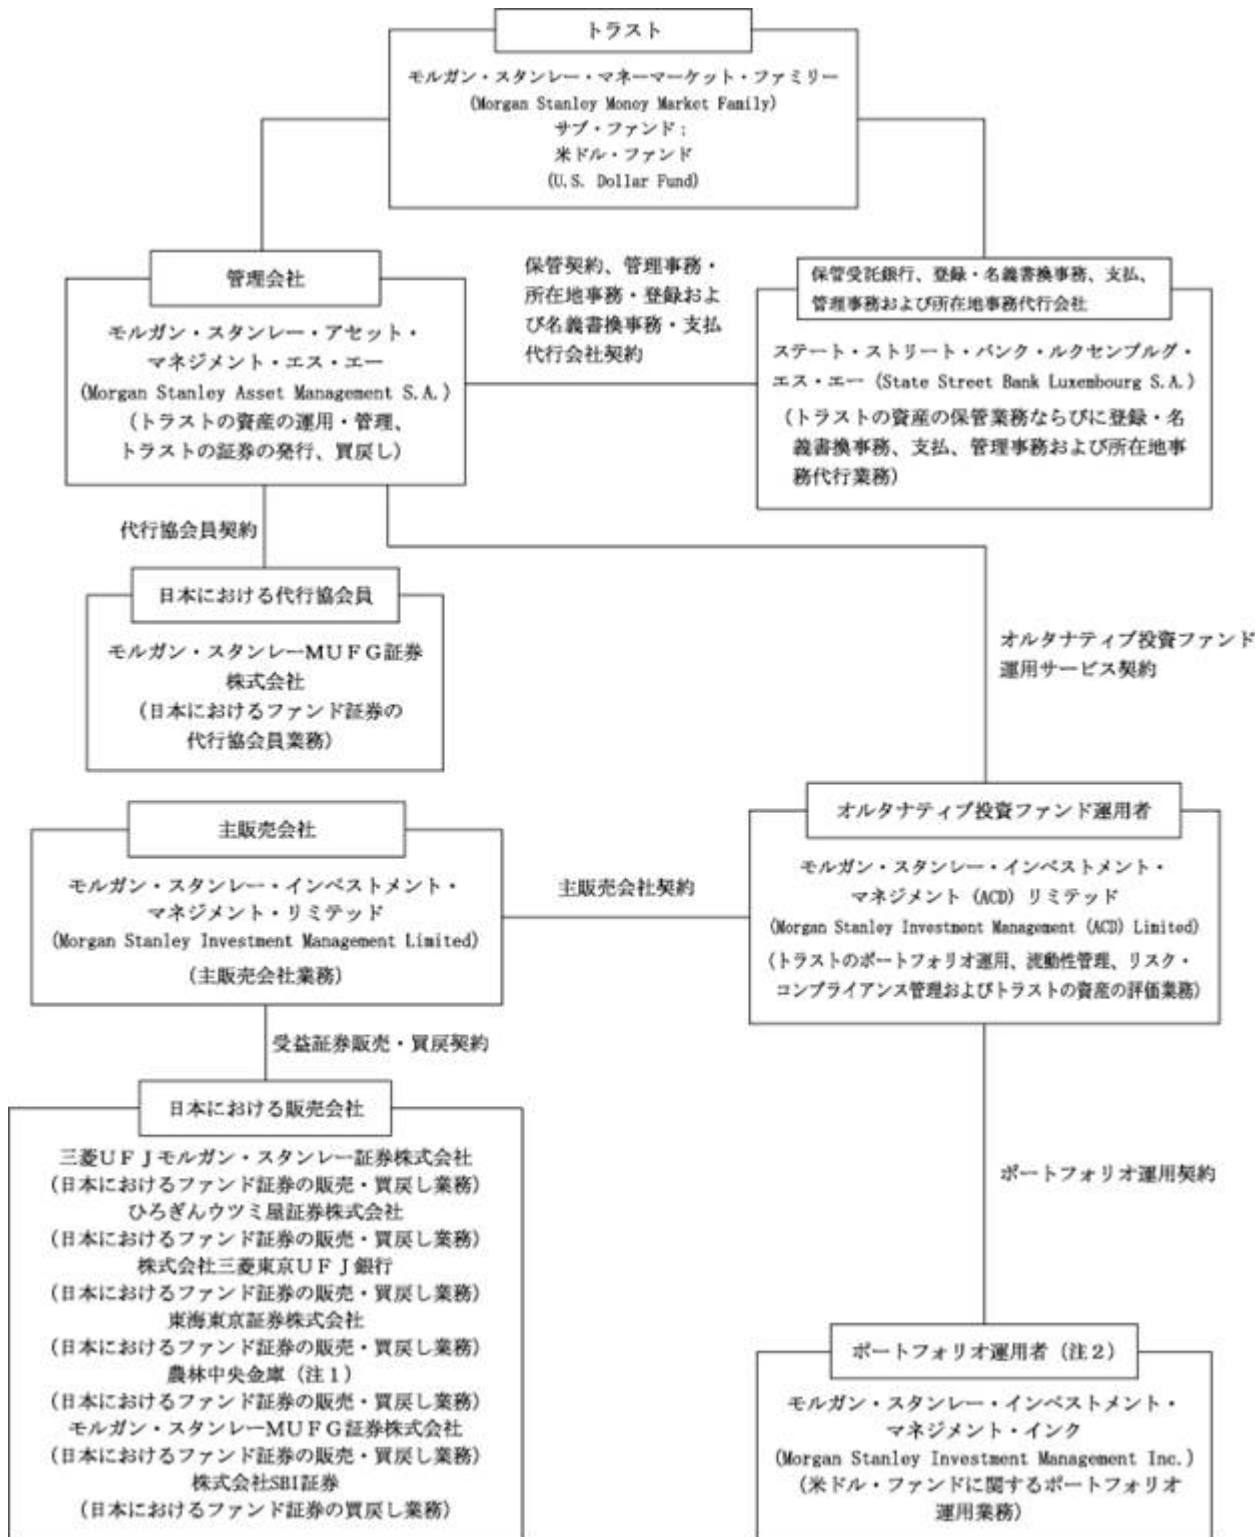 トラスト
モルガン・スタンレー・マネーマーケット・ファミリー
(Morgan Stanley Money Market Family)
サブ・ファンド：
米ドル・ファンド
(U.S. Dollar Fund)
管理会社
モルガン・スタンレー・アセット・
マネジメント・エス・エー
(Morgan Stanley Asset Management S.A.)
(トラストの資産の運用・管理、
トラストの証券の発行、買戻し)
保管契約、管理事務・
所在地事務・登録およ
び名義書換事務・支払
代行会社契約
保管受託銀行、登録・名義書換事務、支払、
管理事務および所在地事務代行会社
ステート・ストリート・バンク・ルクセンブルグ・
エス・エー (State Street Bank Luxembourg S.A.)
(トラストの資産の保管業務ならびに登録・名
義書換事務、支払、管理事務および所在地事
務代行業務)
代行協会員契約
日本における代行協会員
モルガン・スタンレーＭＵＦＧ証券
株式会社
(日本におけるファンド証券の
代行協会員業務)
オルタナティブ投資ファンド
運用サービス契約
主販売会社
モルガン・スタンレー・インベストメント・
マネジメント・リミテッド
(Morgan Stanley Investment Management Limited)
(主販売会社業務)
主販売会社契約
オルタナティブ投資ファンド運用者
モルガン・スタンレー・インベストメント・
マネジメント (ACD) リミテッド
(Morgan Stanley Investment Management (ACD) Limited)
(トラストのポートフォリオ運用、流動性管理、リスク・
コンプライアンス管理およびトラストの資産の評価業務)
受益証券販売・買戻契約
日本における販売会社
三菱ＵＦＪモルガン・スタンレー証券株式会社
(日本におけるファンド証券の販売・買戻し業務)
ひろぎんウツミ屋証券株式会社
(日本におけるファンド証券の販売・買戻し業務)
株式会社三菱東京ＵＦＪ銀行
(日本におけるファンド証券の販売・買戻し業務)
東海東京証券株式会社
(日本におけるファンド証券の販売・買戻し業務)
農林中央金庫（注１）
(日本におけるファンド証券の販売・買戻し業務)
モルガン・スタンレーＭＵＦＧ証券株式会社
(日本におけるファンド証券の販売・買戻し業務)
株式会社SBI証券
(日本におけるファンド証券の買戻し業務)
ポートフォリオ運用契約
ポートフォリオ運用者（注２）
モルガン・スタンレー・インベストメント・
マネジメント・インク
(Morgan Stanley Investment Management Inc.)
(米ドル・ファンドに関するポートフォリオ
運用業務)